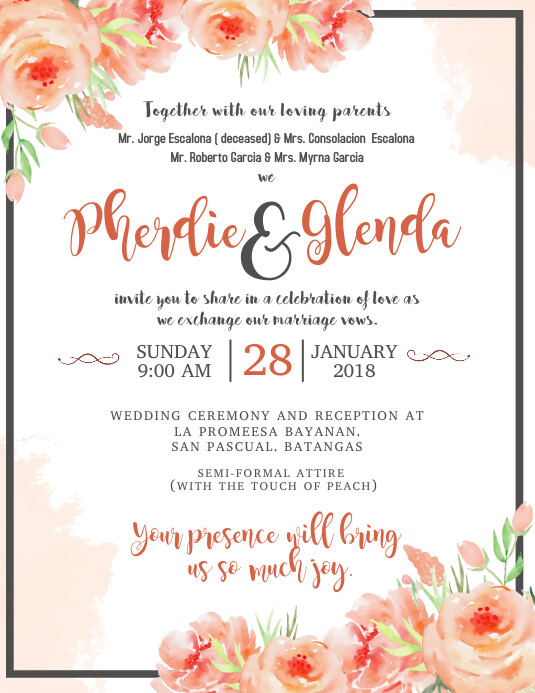 Together with our loving parents
Mr. Jorge Escalona ( deceased) & Mrs. Consolacion Escalona
Mr. Roberto Garcia & Mrs. Myrna Garcia
we
Pherdie & Glenda
invite you to share in a celebration of love as
we exchange our marriage vows.
SUNDAY
9:00 AM
28
JANUARY
2018
WEDDING CEREMONY AND RECEPTION AT
LA PROMEESA BAYANAN,
SAN PASCUAL, BATANGAS
SEMI-FORMAL ATTIRE
(WITH THE TOUCH OF PEACH)
Your presence will bring
us so much joy.